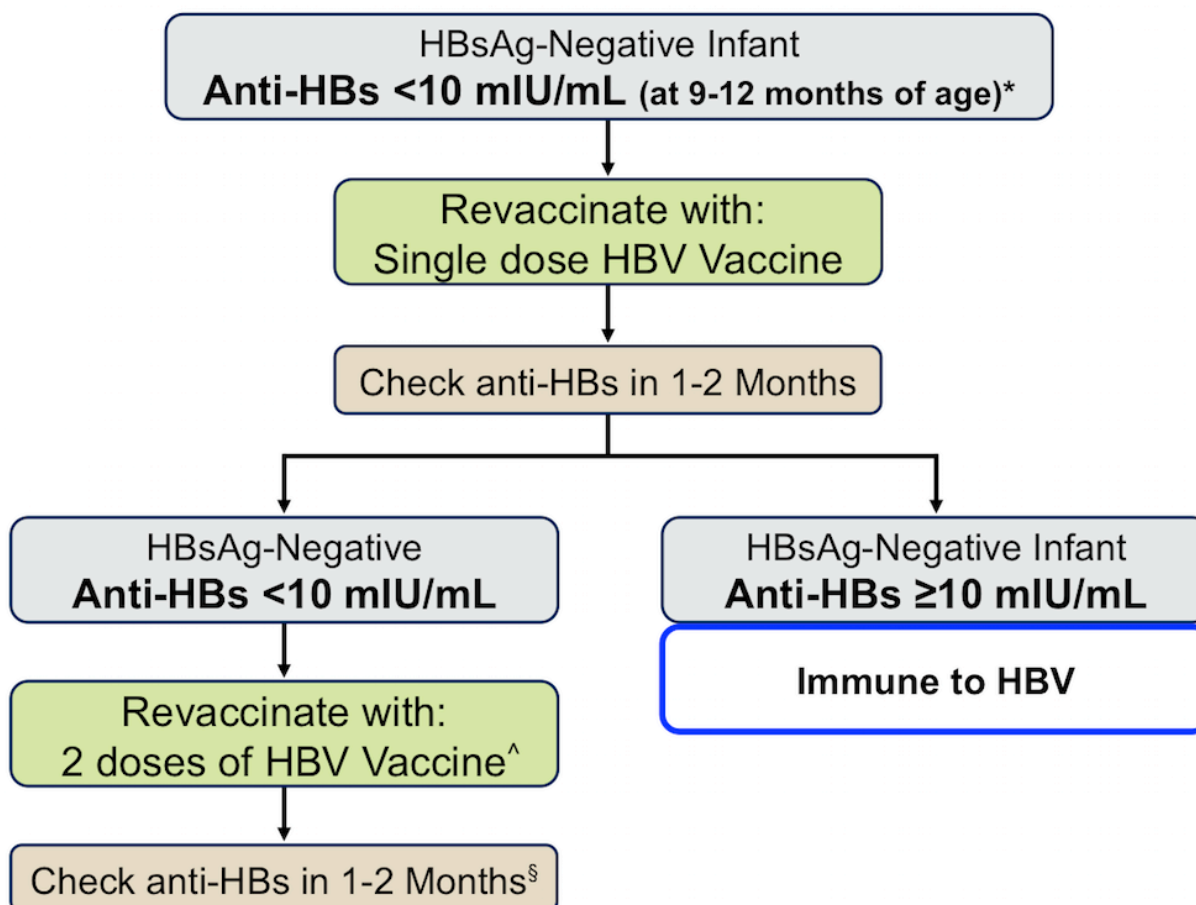 HBsAg-Negative Infant
Anti-HBs <10 mIU/mL (at 9-12 months of age)*
Revaccinate with:
Single dose HBV Vaccine
Check anti-HBs in 1-2 Months
HBsAg-Negative
Anti-HBs <10 mIU/mL
HBsAg-Negative Infant
Anti-HBs ≥10 mIU/mL
Immune to HBV
Revaccinate with:
2 doses of HBV Vaccine^
Check anti-HBs in 1-2 Months§